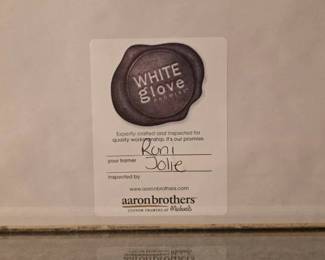 WHITE
glove
PROMISE
Expertly crafted and inspected for
quality workmanship. It's our promise.
Roni
your framer
Jolie
inspected by
www.aaronbrothers.com
aaronbrothers
CUSTOM FRAMING BY Michaels